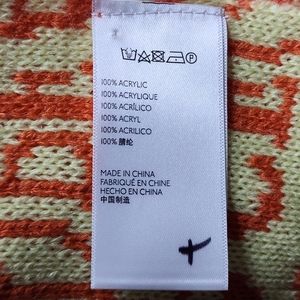 100% ACRYLIC
100% ACRYLIQUE
100% ACRÍLICO
100% ACRYL
100% ACRILICO
100% 腈纶
MADE IN CHINA
FABRIQUÉ EN CHINE
HECHO EN CHINA
中国制造